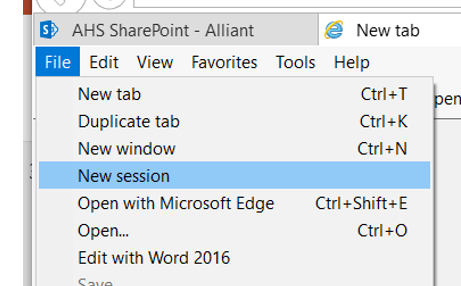 AHS SharePoint - Alliant New tab
File Edit View Favorites Tools Help
New tab Ctrl+T
Duplicate tab Ctrl+K
New window Ctrl+N
New session
Open with Microsoft Edge Ctrl+Shift+E
Open... Ctrl+O
Edit with Word 2016
Save